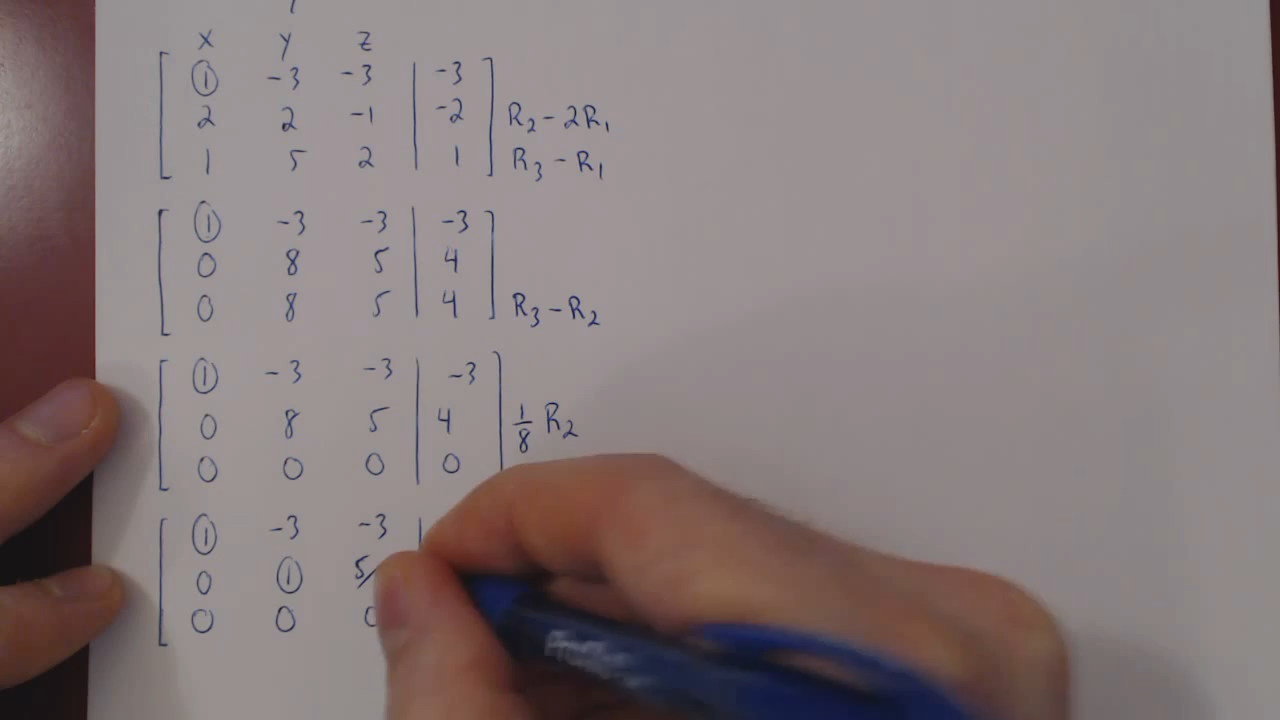 X Y Z
1 -3 -3 | -3
2 2 -1 | -2 R2 - 2R1
1 5 2 | 1 R3 - R1
1 -3 -3 | -3
0 8 5 | 4
0 8 5 | 4 R3 - R2
1 -3 -3 | -3
0 8 5 | 4 1/8 R2
0 0 0 | 0
1 -3 -3 |
0 1 5/
0 0 0